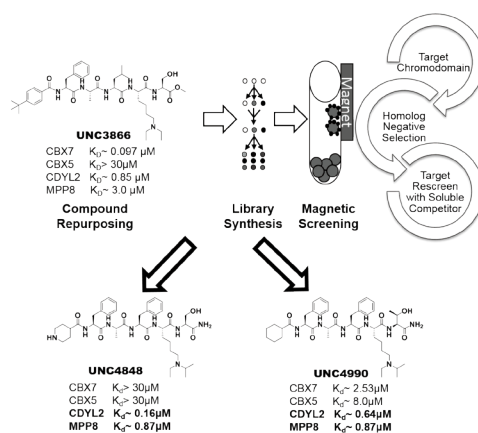 Target
Chromodomain
Magnet
OH
UNC3866
CBX7 K_D~ 0.097 µM
CBX5 K_D> 30µM
CDYL2 K_D~ 0.85 µM
MPP8 K_D~ 3.0 µM
Homolog
Negative
Selection
Target
Rescreen
with Soluble
Competitor
Compound
Repurposing
Library
Synthesis
Magnetic
Screening
OH
NH₂
HN
UNC4848
CBX7 K_d> 30µM
CBX5 K_d> 30µM
CDYL2 K_d~ 0.16µM
MPP8 K_d~ 0.87µM
OH
NH₂
UNC4990
CBX7 K_d~ 2.53µM
CBX5 K_d~ 8.0µM
CDYL2 K_d~ 0.64µM
MPP8 K_d~ 0.87µM